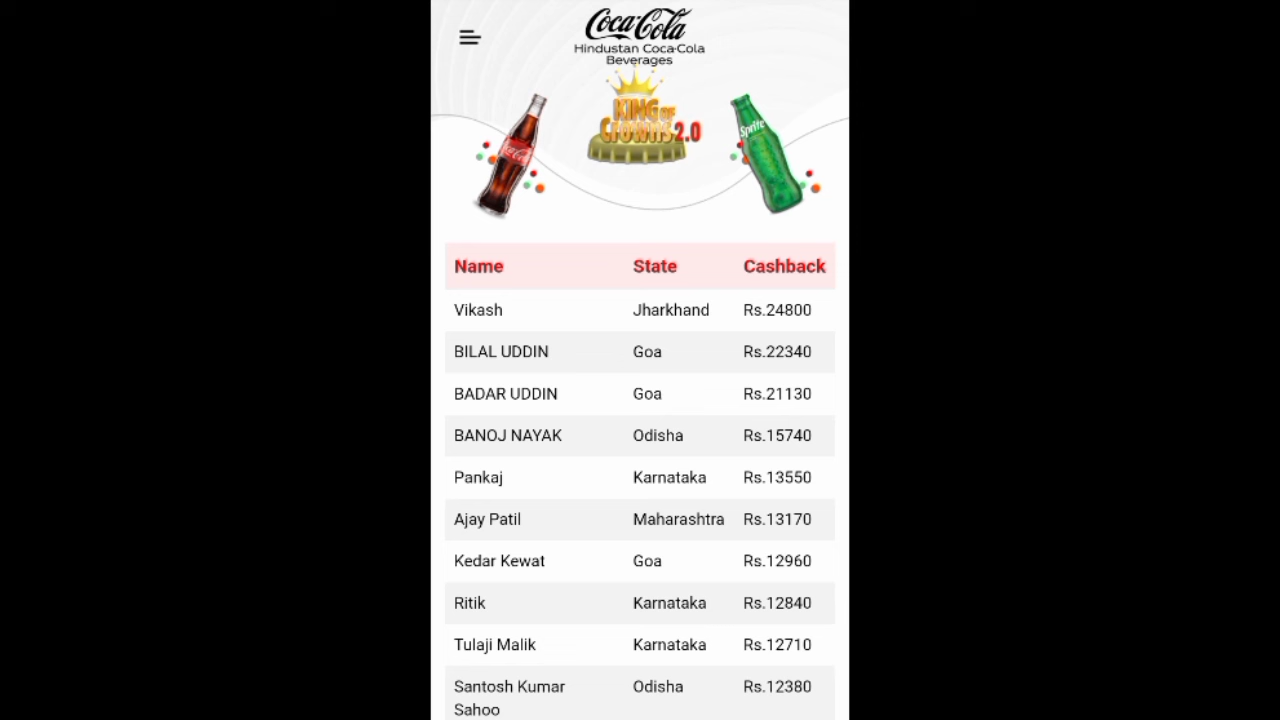 Coca-Cola
Hindustan Coca-Cola
Beverages
KING OF
CROWNS 2.0
Coca-Cola
Sprite
Name State Cashback
Vikash Jharkhand Rs.24800
BILAL UDDIN Goa Rs.22340
BADAR UDDIN Goa Rs.21130
BANOJ NAYAK Odisha Rs.15740
Pankaj Karnataka Rs.13550
Ajay Patil Maharashtra Rs.13170
Kedar Kewat Goa Rs.12960
Ritik Karnataka Rs.12840
Tulaji Malik Karnataka Rs.12710
Santosh Kumar Odisha Rs.12380
Sahoo